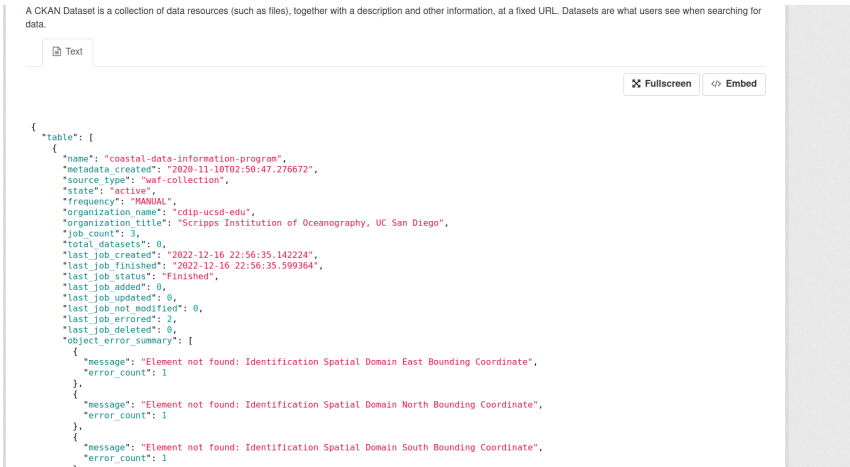 A CKAN Dataset is a collection of data resources (such as files), together with a description and other information, at a fixed URL. Datasets are what users see when searching for
data.
Text
Fullscreen
Embed
{
"table": [
{
"name": "coastal-data-information-program",
"metadata_created": "2020-11-10T02:50:47.276672",
"source_type": "waf-collection",
"state": "active",
"frequency": "MANUAL",
"organization_name": "cdip-ucsd-edu",
"organization_title": "Scripps Institution of Oceanography, UC San Diego",
"job_count": 3,
"total_datasets": 0,
"last_job_created": "2022-12-16 22:56:35.142224",
"last_job_finished": "2022-12-16 22:56:35.599364",
"last_job_status": "Finished",
"last_job_added": 0,
"last_job_updated": 0,
"last_job_not_modified": 0,
"last_job_errored": 2,
"last_job_deleted": 0,
"object_error_summary": [
{
"message": "Element not found: Identification Spatial Domain East Bounding Coordinate",
"error_count": 1
},
{
"message": "Element not found: Identification Spatial Domain North Bounding Coordinate",
"error_count": 1
},
{
"message": "Element not found: Identification Spatial Domain South Bounding Coordinate",
"error_count": 1